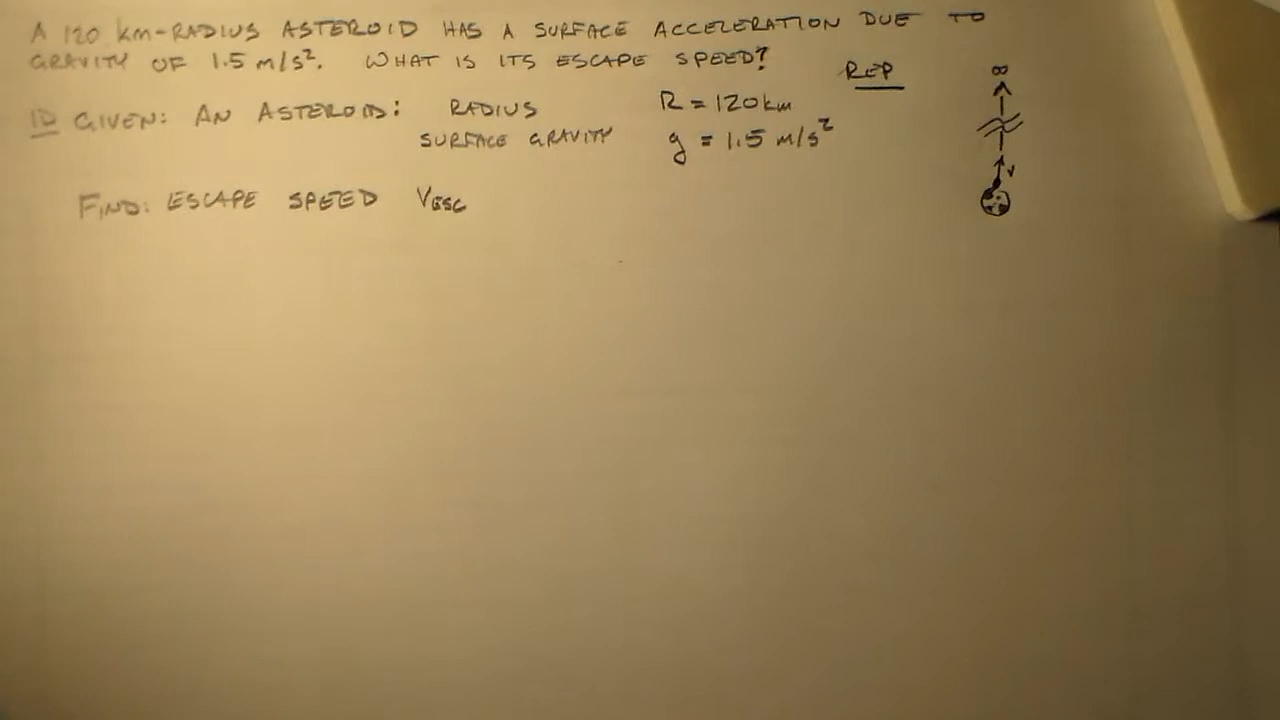 A 120 km-RADIUS ASTEROID HAS A SURFACE ACCELERATION DUE TO
GRAVITY OF 1.5 m/s². WHAT IS ITS ESCAPE SPEED?
REP
∞
ID GIVEN: AN ASTEROID: RADIUS R = 120 km
SURFACE GRAVITY g = 1.5 m/s²
v
FIND: ESCAPE SPEED VESC